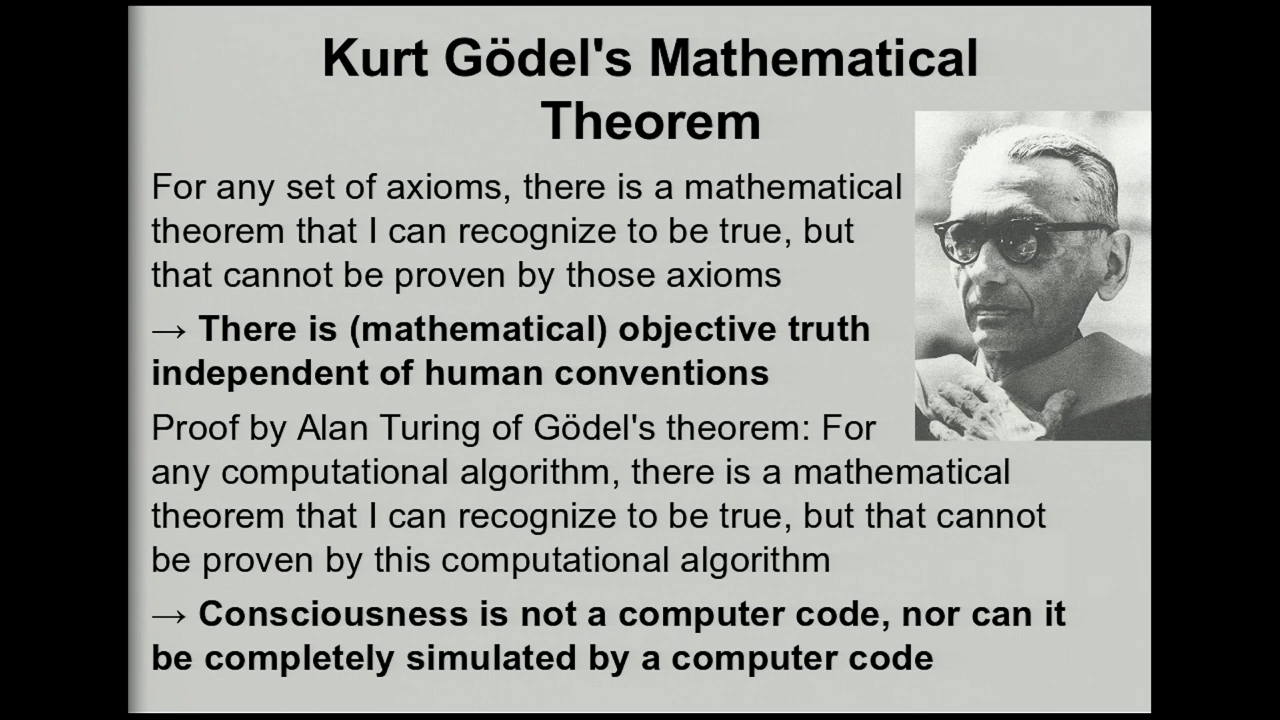 Kurt Gödel's Mathematical
Theorem
For any set of axioms, there is a mathematical
theorem that I can recognize to be true, but
that cannot be proven by those axioms
→ There is (mathematical) objective truth
independent of human conventions
Proof by Alan Turing of Gödel's theorem: For
any computational algorithm, there is a mathematical
theorem that I can recognize to be true, but that cannot
be proven by this computational algorithm
→ Consciousness is not a computer code, nor can it
be completely simulated by a computer code